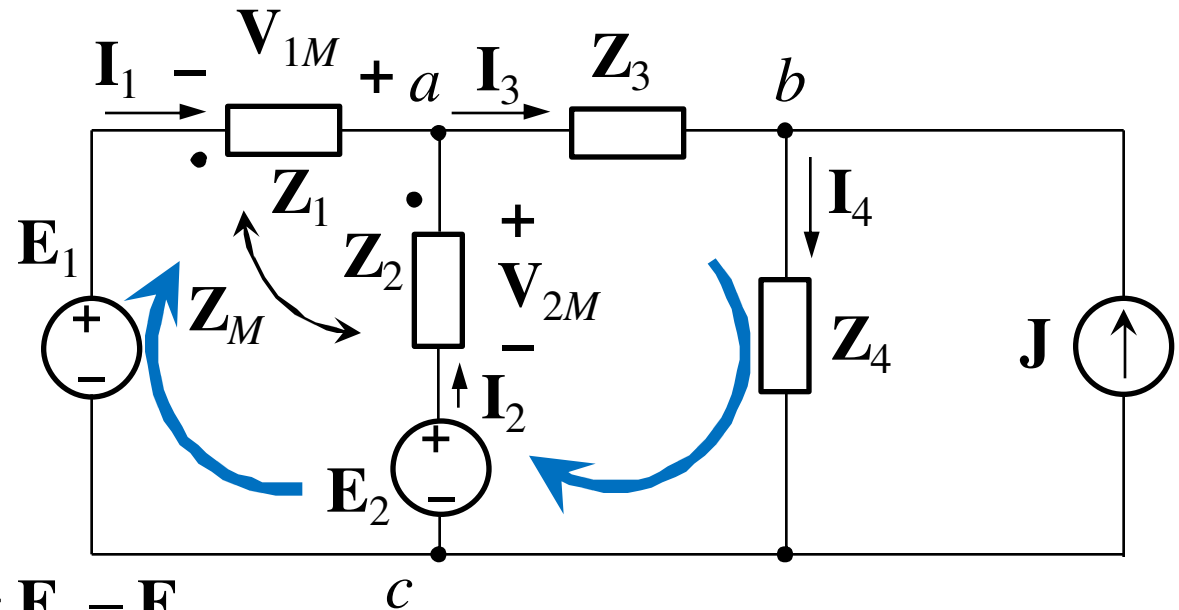 V1M
I1 − + a I3 Z3 b
Z1 I4
E1 + Z2 V2M
+ ZM − Z4 J
− I2
+
E2 −
c
E − E